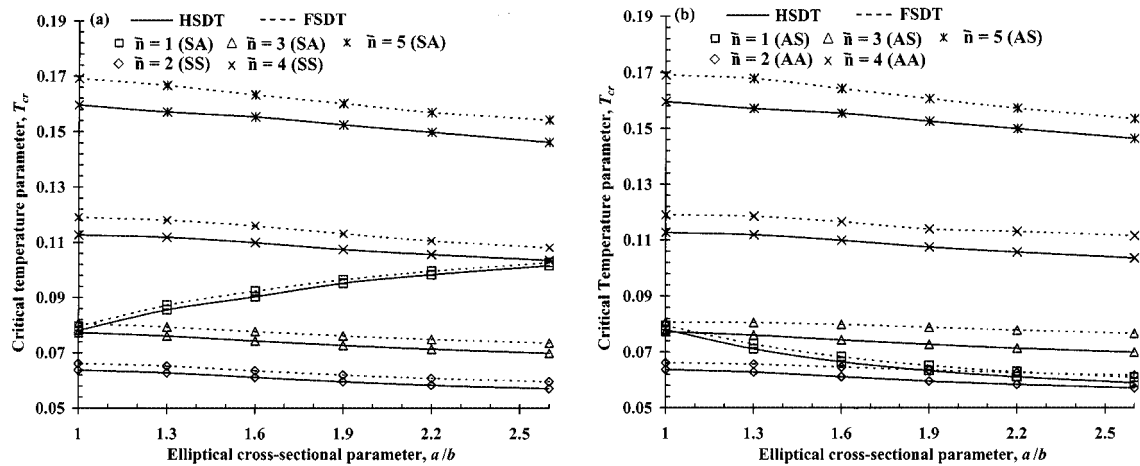 (a)
HSDT FSDT
ñ = 1 (SA) ñ = 3 (SA) ñ = 5 (SA)
ñ = 2 (SS) ñ = 4 (SS)
Critical temperature parameter, Tcr
0.19
0.17
0.15
0.13
0.11
0.09
0.07
0.05
1 1.3 1.6 1.9 2.2 2.5
Elliptical cross-sectional parameter, a/b
(b)
HSDT FSDT
ñ = 1 (AS) ñ = 3 (AS) ñ = 5 (AS)
ñ = 2 (AA) ñ = 4 (AA)
Critical Temperature parameter, Tcr
0.19
0.17
0.15
0.13
0.11
0.09
0.07
0.05
1 1.3 1.6 1.9 2.2 2.5
Elliptical cross-sectional parameter, a/b